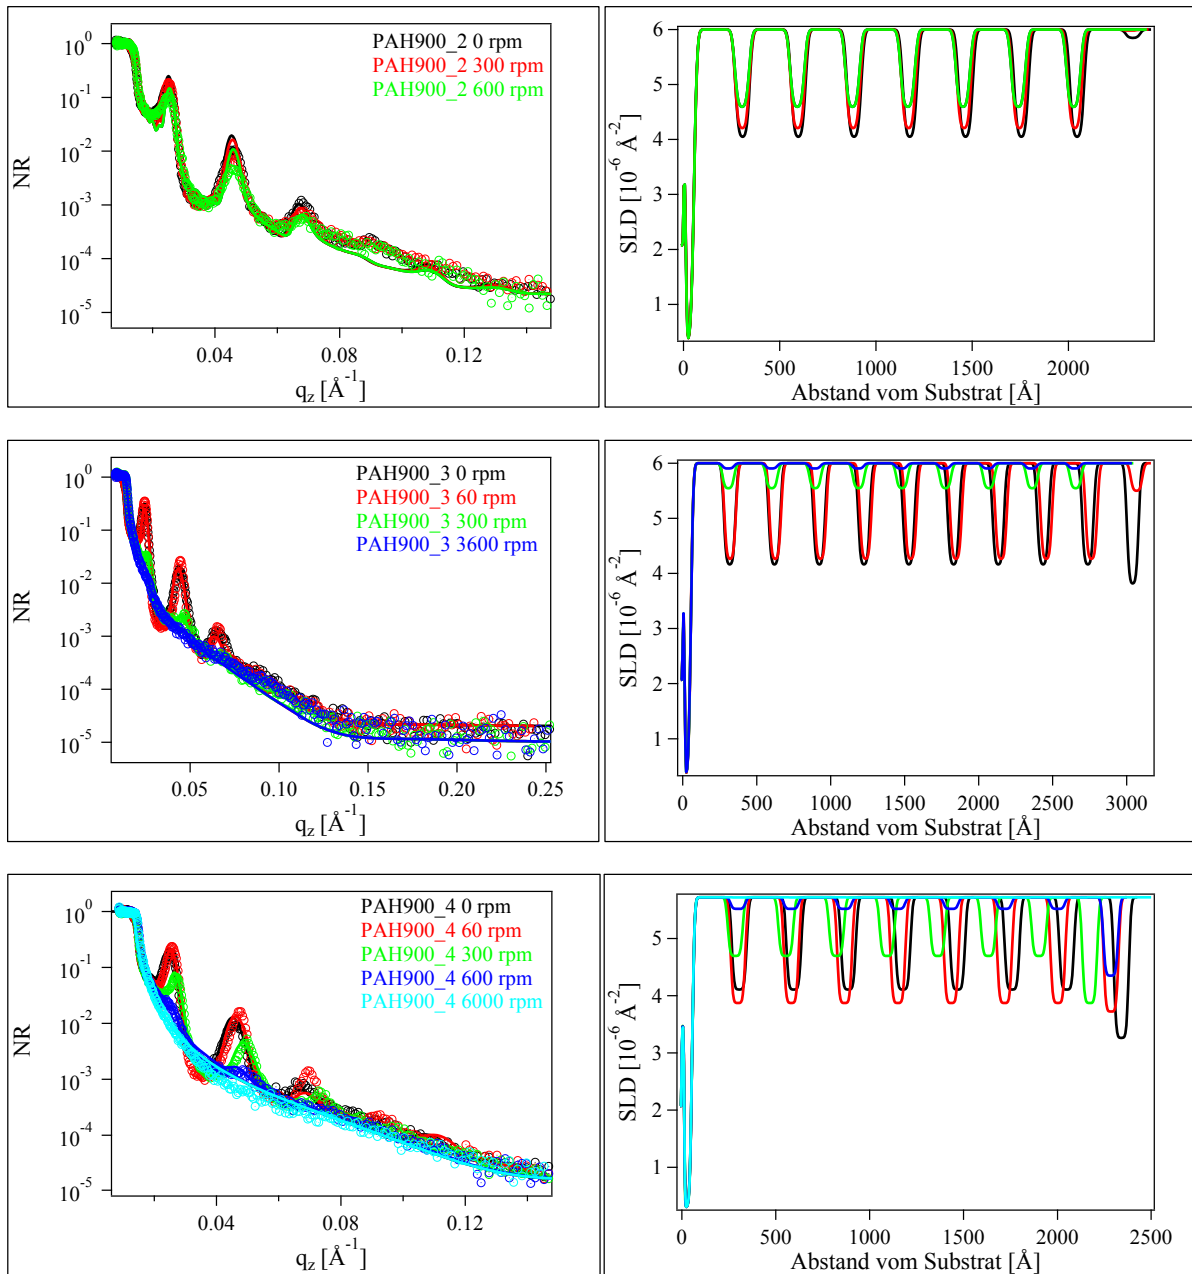 PAH900_2 0 rpm
PAH900_2 300 rpm
PAH900_2 600 rpm
10^0
10^-1
10^-2
10^-3
10^-4
10^-5
NR
0.04
0.08
0.12
q_z [Å^-1]
6
5
4
3
2
1
SLD [10^-6 Å^-2]
0
500
1000
1500
2000
Abstand vom Substrat [Å]
PAH900_3 0 rpm
PAH900_3 60 rpm
PAH900_3 300 rpm
PAH900_3 3600 rpm
10^0
10^-1
10^-2
10^-3
10^-4
10^-5
NR
0.05
0.10
0.15
0.20
0.25
q_z [Å^-1]
6
5
4
3
2
1
SLD [10^-6 Å^-2]
0
500
1000
1500
2000
2500
3000
Abstand vom Substrat [Å]
PAH900_4 0 rpm
PAH900_4 60 rpm
PAH900_4 300 rpm
PAH900_4 600 rpm
PAH900_4 6000 rpm
10^0
10^-1
10^-2
10^-3
10^-4
10^-5
NR
0.04
0.08
0.12
q_z [Å^-1]
5
4
3
2
1
SLD [10^-6 Å^-2]
0
500
1000
1500
2000
2500
Abstand vom Substrat [Å]